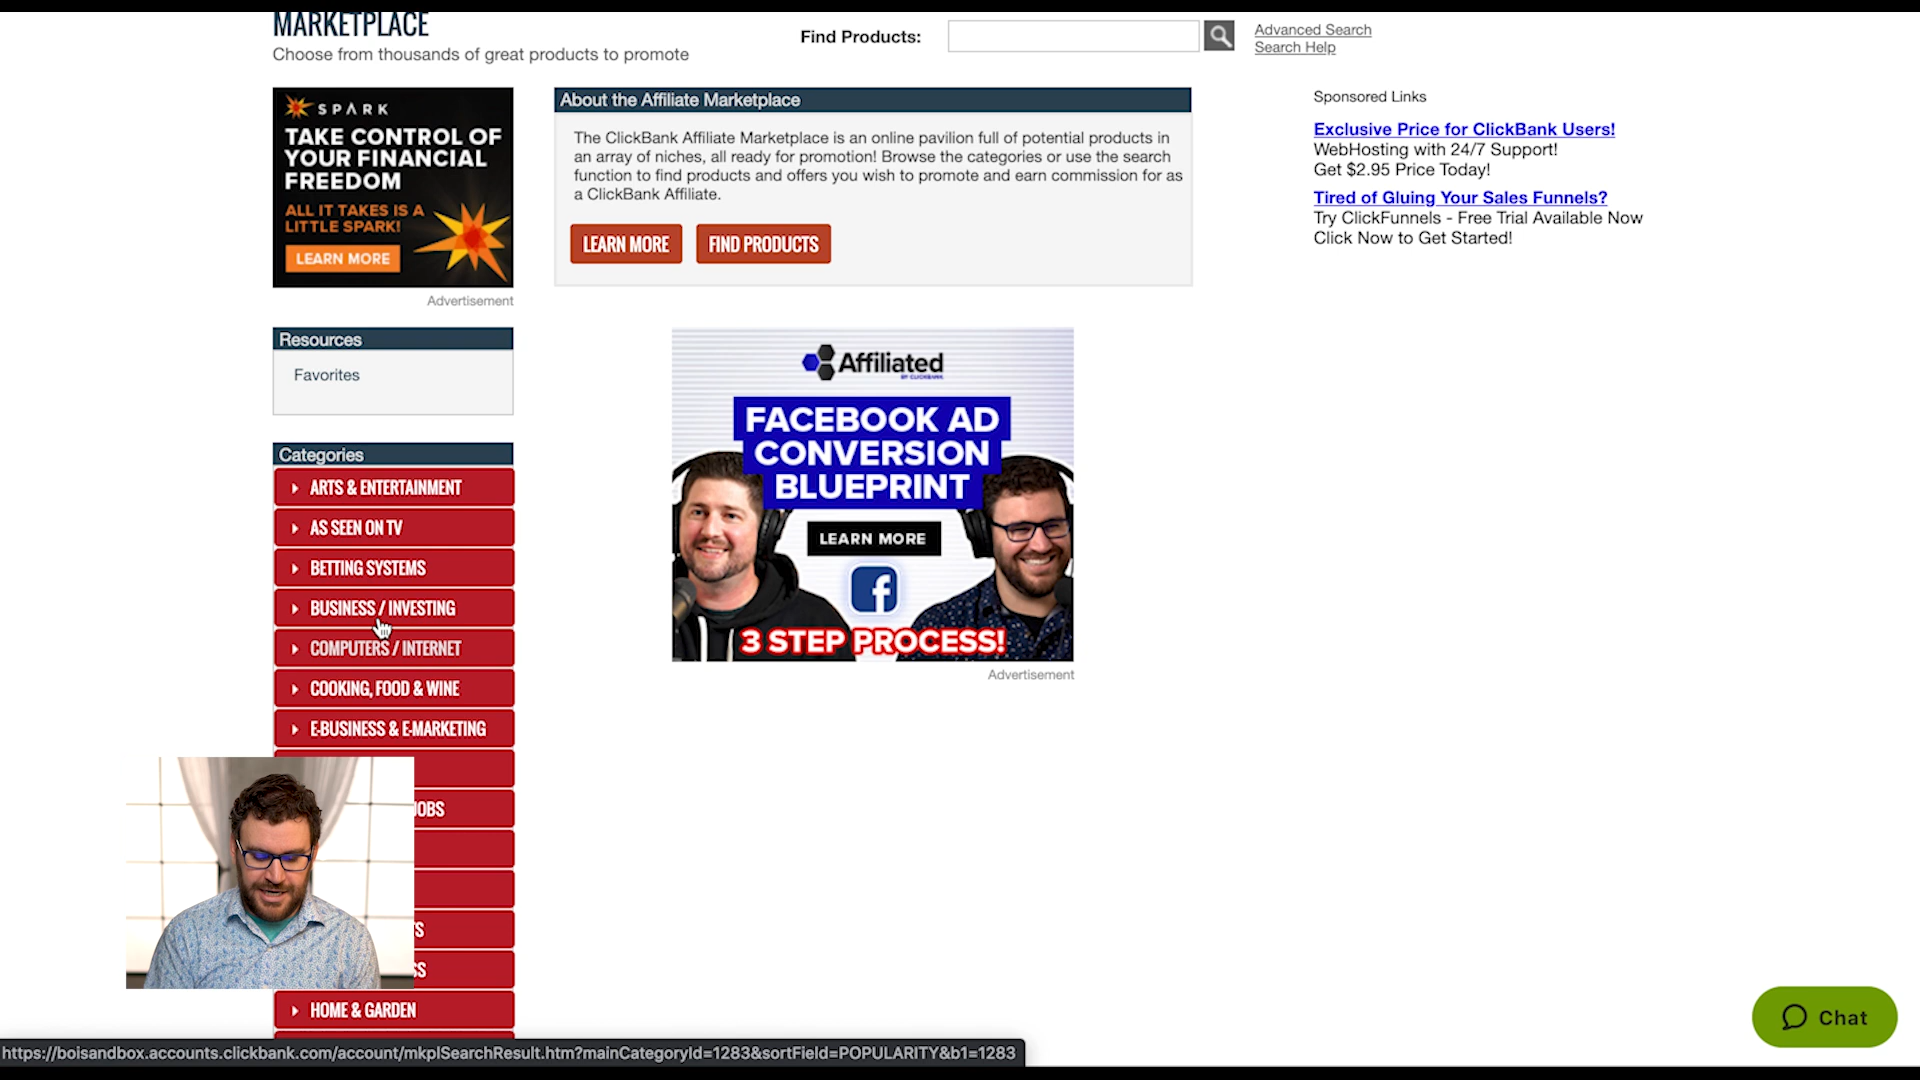 MARKETPLACE
Choose from thousands of great products to promote
Find Products:
Advanced Search
Search Help
SPARK
TAKE CONTROL OF
YOUR FINANCIAL
FREEDOM
ALL IT TAKES IS A
LITTLE SPARK!
LEARN MORE
Advertisement
About the Affiliate Marketplace
The ClickBank Affiliate Marketplace is an online pavilion full of potential products in
an array of niches, all ready for promotion! Browse the categories or use the search
function to find products and offers you wish to promote and earn commission for as
a ClickBank Affiliate.
LEARN MORE
FIND PRODUCTS
Sponsored Links
Exclusive Price for ClickBank Users!
WebHosting with 24/7 Support!
Get $2.95 Price Today!
Tired of Gluing Your Sales Funnels?
Try ClickFunnels - Free Trial Available Now
Click Now to Get Started!
Resources
Favorites
Affiliated
BY CLICKBANK
FACEBOOK AD
CONVERSION
BLUEPRINT
LEARN MORE
f
3 STEP PROCESS!
Advertisement
Categories
ARTS & ENTERTAINMENT
AS SEEN ON TV
BETTING SYSTEMS
BUSINESS / INVESTING
COMPUTERS / INTERNET
COOKING, FOOD & WINE
E-BUSINESS & E-MARKETING
JOBS
HOME & GARDEN
Chat
https://boisandbox.accounts.clickbank.com/account/mkplSearchResult.htm?mainCategoryId=1283&sortField=POPULARITY&b1=1283